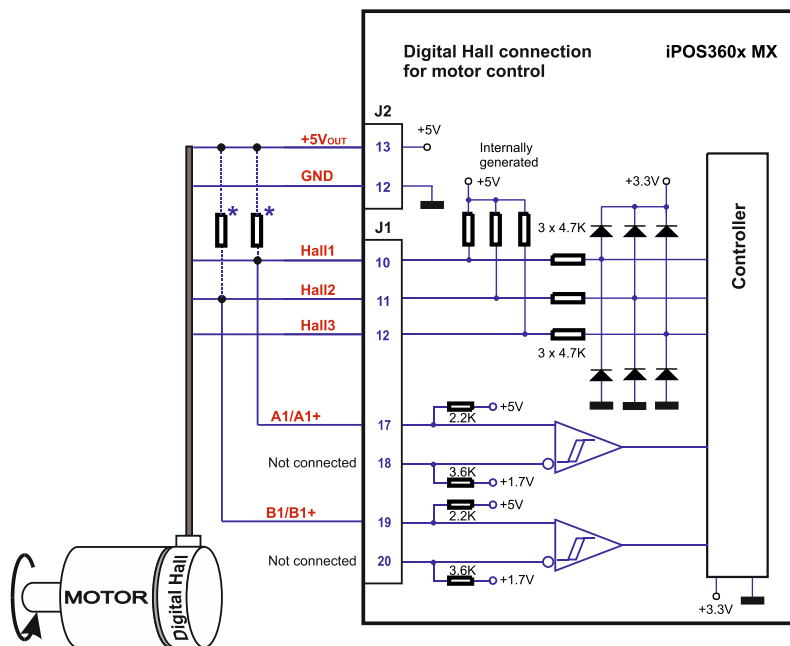 Digital Hall connection
for motor control
iPOS360x MX
J2
+5VOUT
13
+5V
GND
12
Internally
generated
+5V
+3.3V
*
*
J1
3 x 4.7K
Hall1
10
Hall2
11
Hall3
12
3 x 4.7K
Controller
A1/A1+
17
+5V
2.2K
Not connected
18
3.6K
+1.7V
B1/B1+
19
+5V
2.2K
Not connected
20
3.6K
+1.7V
+3.3V
MOTOR
Digital Hall